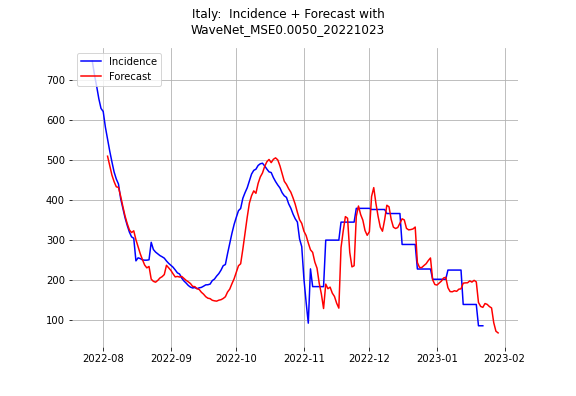 Italy:  Incidence + Forecast with
WaveNet_MSE0.0050_20221023
Incidence
Forecast
700
600
500
400
300
200
100
2022-08 2022-09 2022-10 2022-11 2022-12 2023-01 2023-02